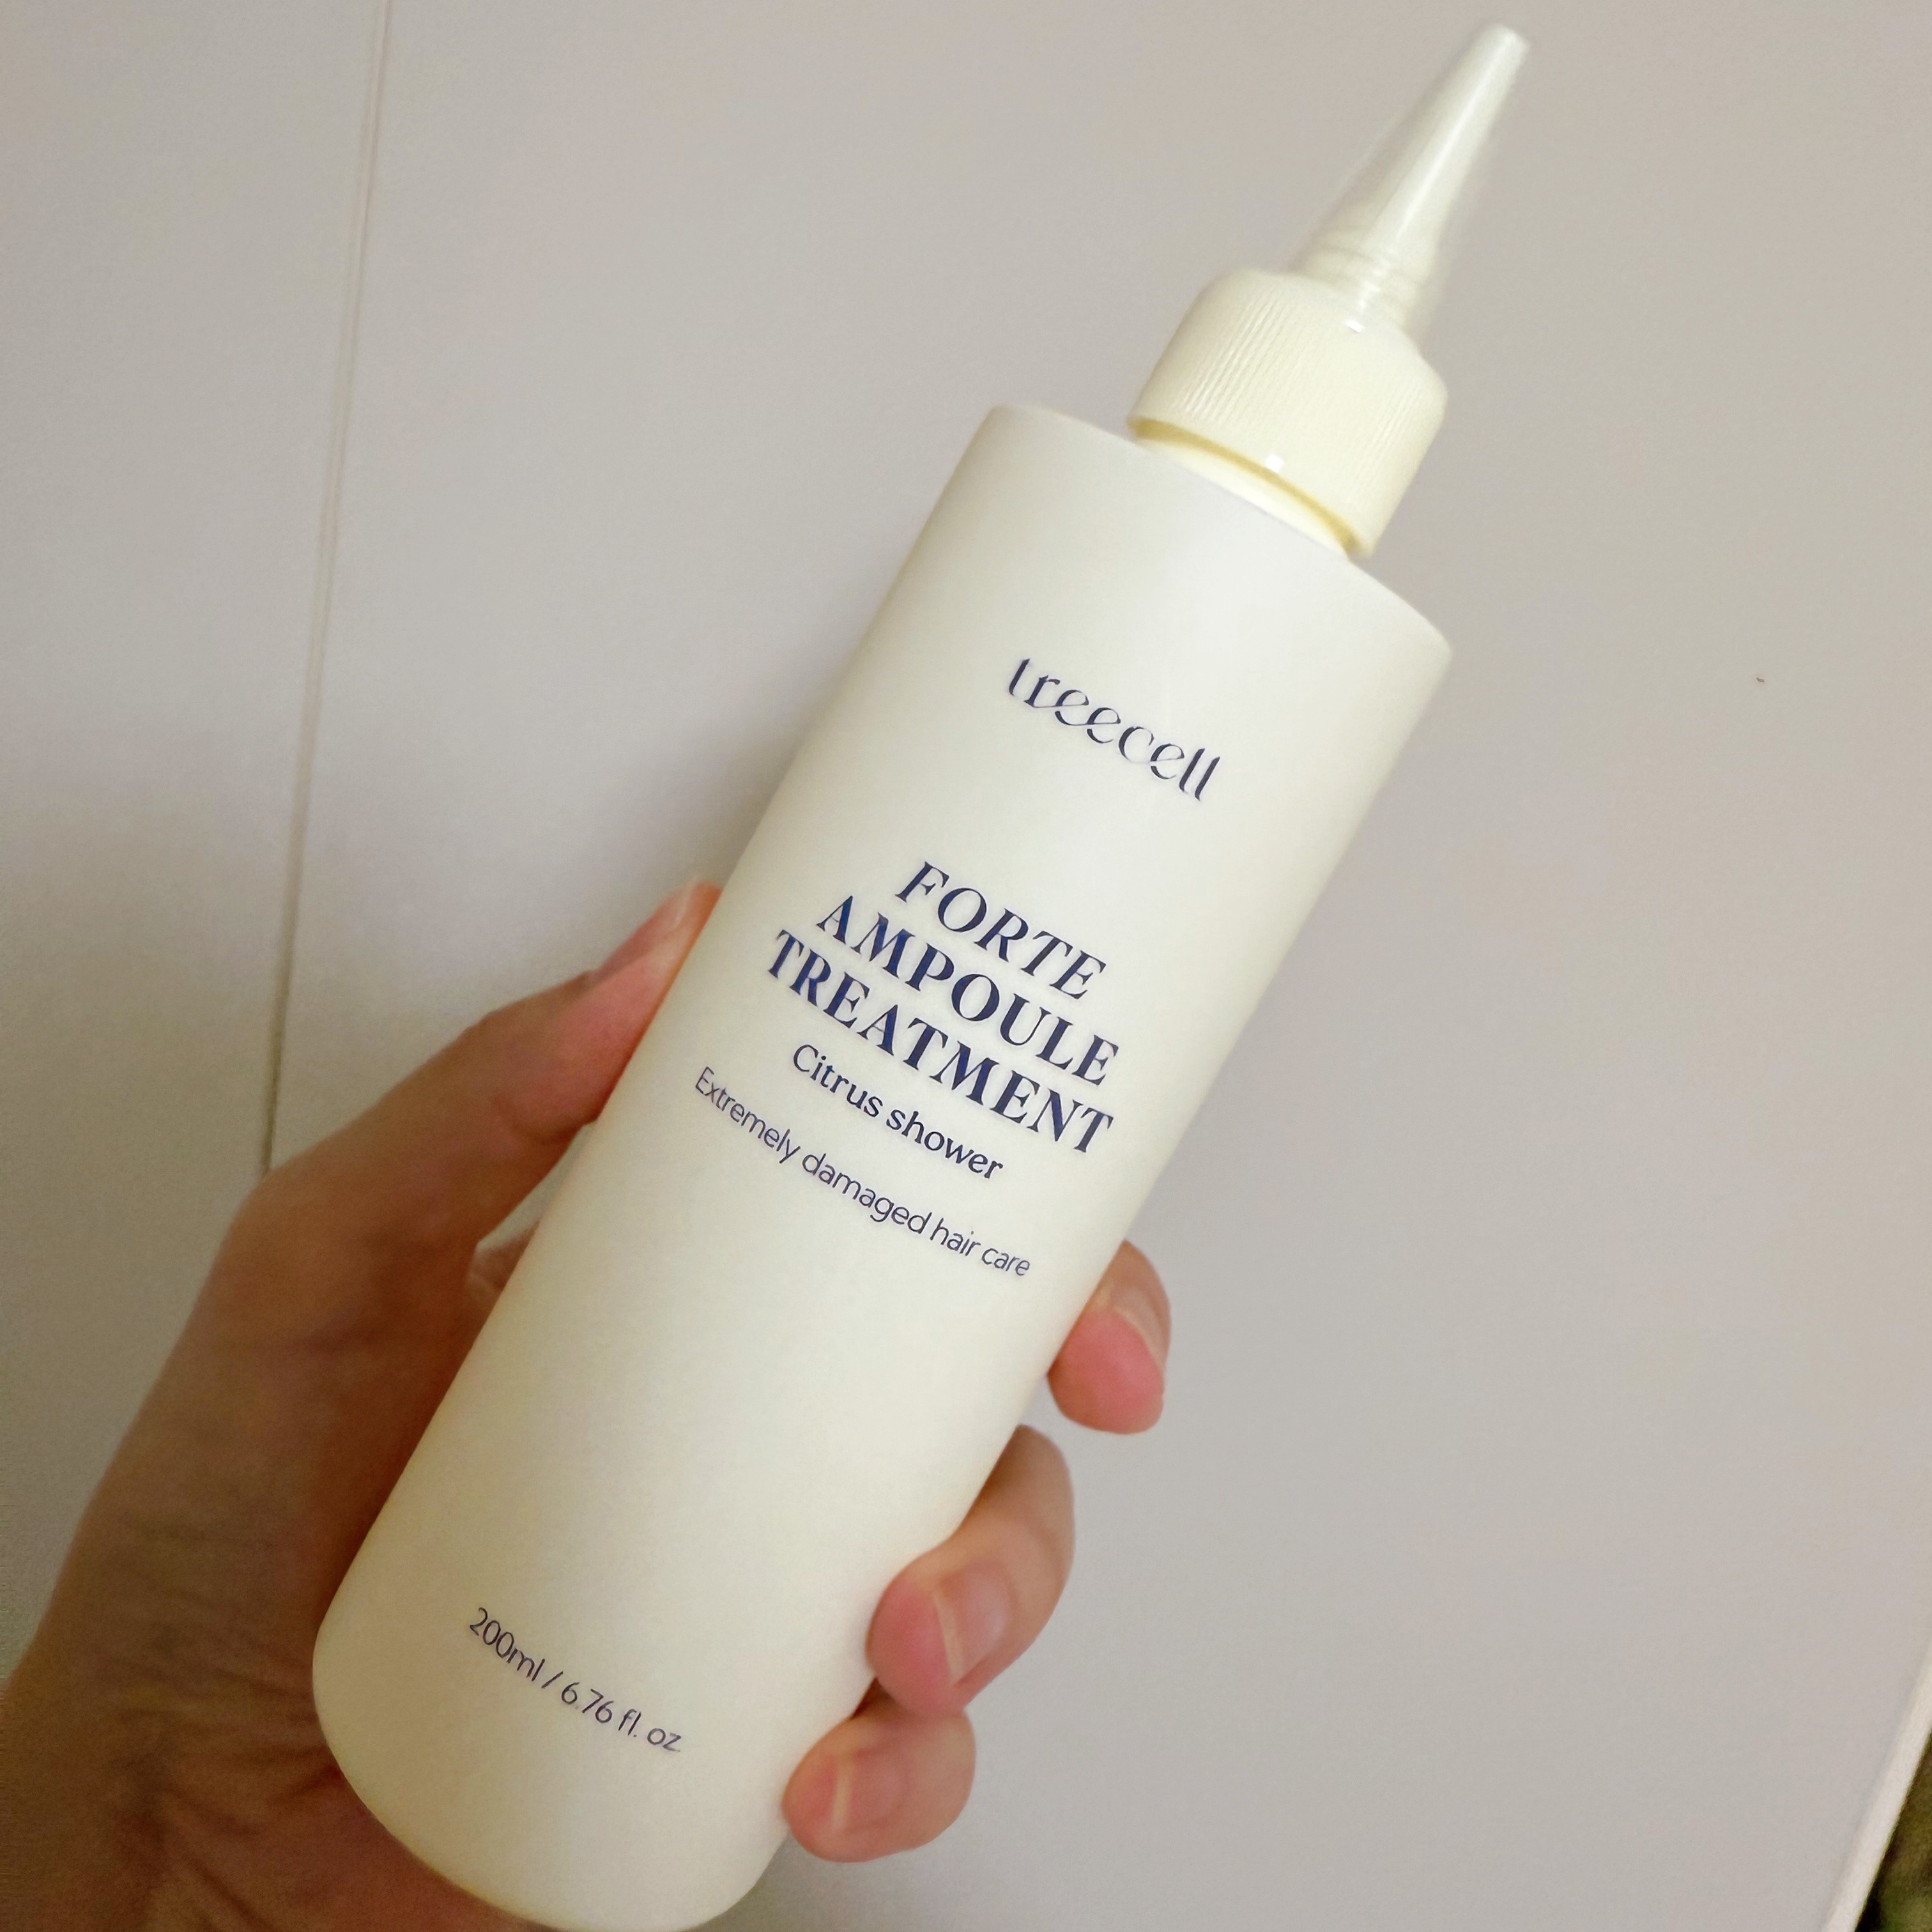 treecell
FORTE
AMPOULE
TREATMENT
Citrus shower
Extremely damaged hair care
200ml / 6.76 fl. oz.